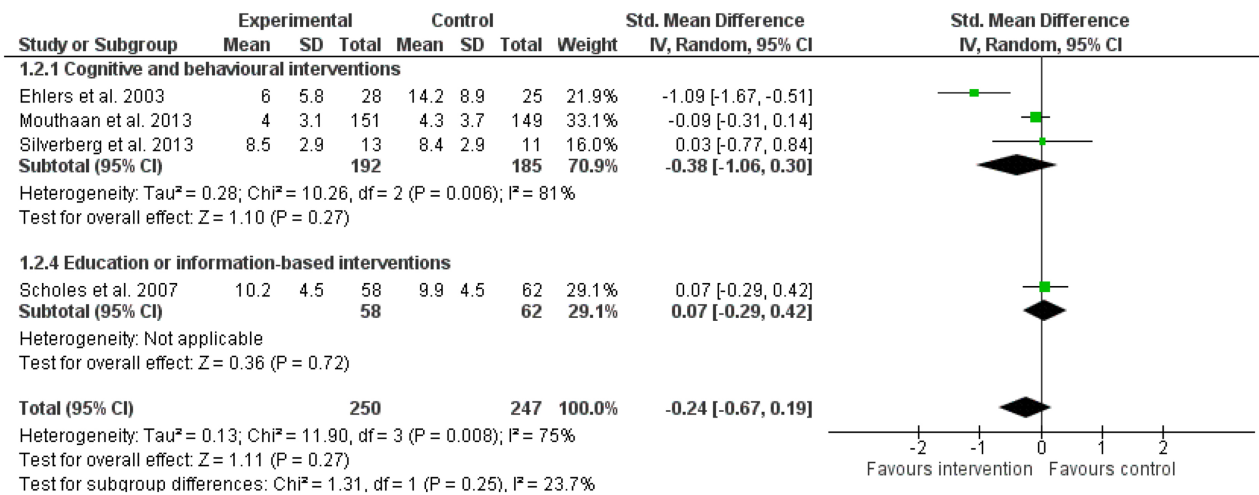 Experimental Control Std. Mean Difference Std. Mean Difference
Study or Subgroup Mean SD Total Mean SD Total Weight IV, Random, 95% CI IV, Random, 95% CI
1.2.1 Cognitive and behavioural interventions
Ehlers et al. 2003 6 5.8 28 14.2 8.9 25 21.9% -1.09 [-1.67, -0.51]
Mouthaan et al. 2013 4 3.1 151 4.3 3.7 149 33.1% -0.09 [-0.31, 0.14]
Silverberg et al. 2013 8.5 2.9 13 8.4 2.9 11 16.0% 0.03 [-0.77, 0.84]
Subtotal (95% CI) 192 185 70.9% -0.38 [-1.06, 0.30]
Heterogeneity: Tau² = 0.28; Chi² = 10.26, df = 2 (P = 0.006); I² = 81%
Test for overall effect: Z = 1.10 (P = 0.27)
1.2.4 Education or information-based interventions
Scholes et al. 2007 10.2 4.5 58 9.9 4.5 62 29.1% 0.07 [-0.29, 0.42]
Subtotal (95% CI) 58 62 29.1% 0.07 [-0.29, 0.42]
Heterogeneity: Not applicable
Test for overall effect: Z = 0.36 (P = 0.72)
Total (95% CI) 250 247 100.0% -0.24 [-0.67, 0.19]
Heterogeneity: Tau² = 0.13; Chi² = 11.90, df = 3 (P = 0.008); I² = 75%
Test for overall effect: Z = 1.11 (P = 0.27)
Test for subgroup differences: Chi² = 1.31, df = 1 (P = 0.25), I² = 23.7%
-2 -1 0 1 2
Favours intervention Favours control